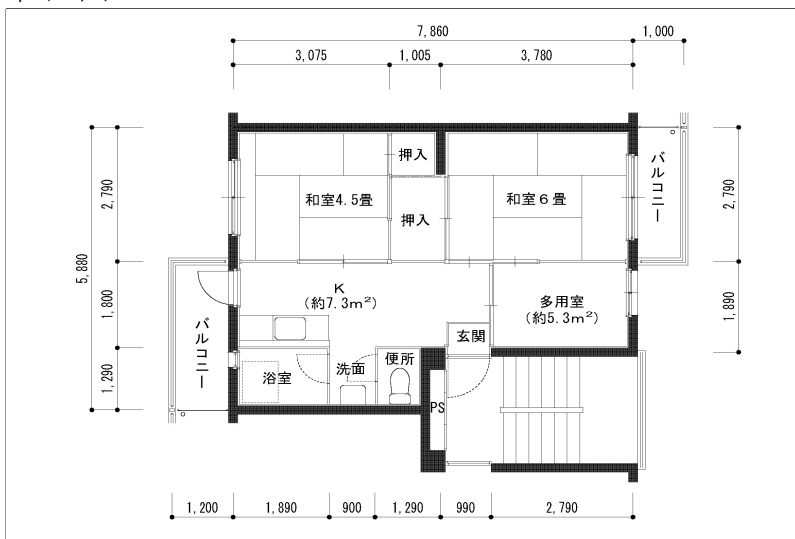 7,860
1,000
3,075
1,005
3,780
押入
バルコニー
2,790
和室4.5畳
押入
和室6畳
2,790
5,880
K
(約7.3m²)
多用室
(約5.3m²)
1,800
1,890
バルコニー
玄関
便所
洗面
浴室
1,290
PS
1,200
1,890
900
1,290
990
2,790